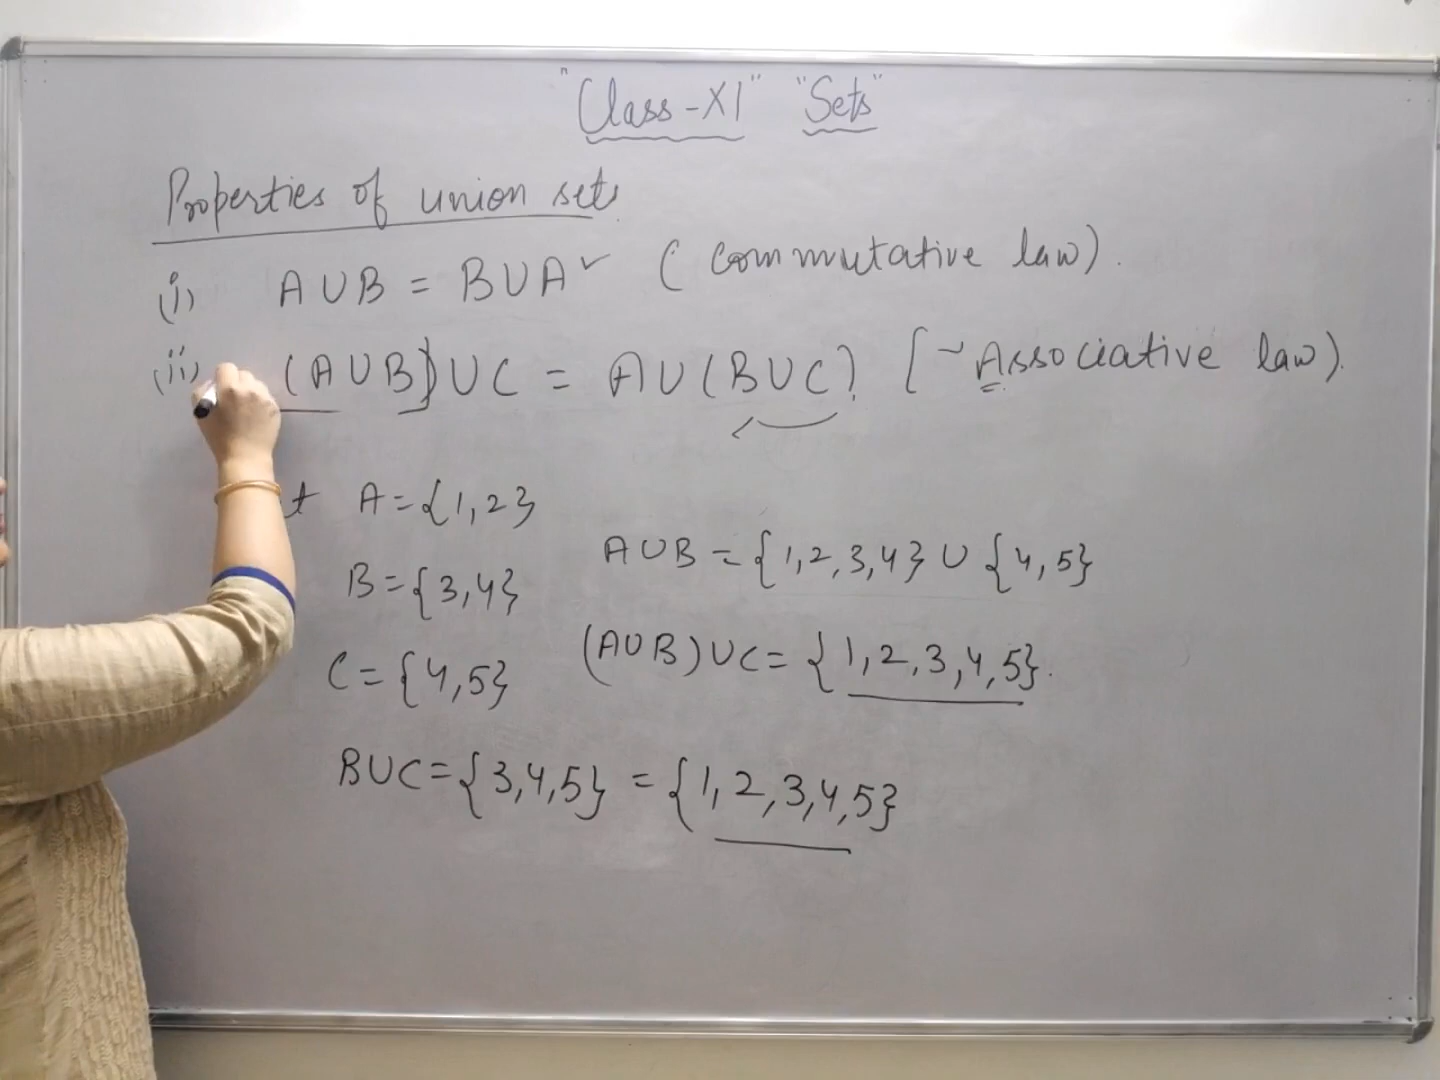 "Class-XI" "Sets"
Properties of union sets
(i) A∪B = B∪A ✓ (Commutative law).
(ii) (A∪B)∪C = A∪(B∪C) [~Associative law).
A={1,2}
B={3,4}
A∪B = {1,2,3,4} ∪ {4,5}
C={4,5}
(A∪B)∪C= {1,2,3,4,5}.
B∪C={3,4,5} = {1,2,3,4,5}